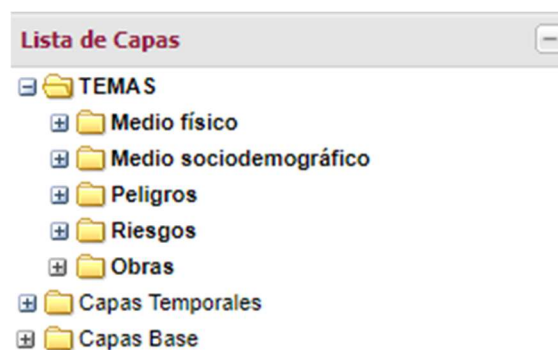 Lista de Capas
TEMAS
Medio físico
Medio sociodemográfico
Peligros
Riesgos
Obras
Capas Temporales
Capas Base